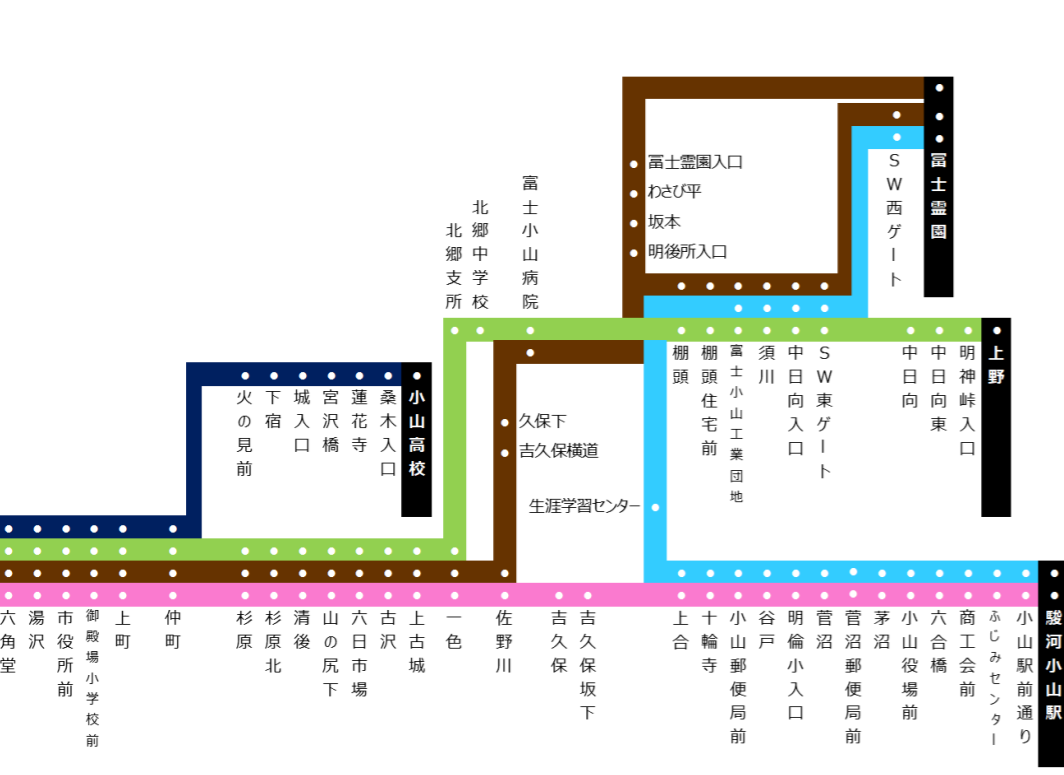 冨士霊園入口
わさび平
坂本
明後所入口
SW西ゲート
冨士霊園
北郷支所
北郷中学校
富士小山病院
棚頭
棚頭住宅前
富士小山工業団地
須川
中日向入口
SW東ゲート
中日向
中日向東
明神峠入口
上野
火の見前
下宿
城入口
宮沢橋
蓮花寺
桑木入口
小山高校
久保下
吉久保横道
生涯学習センター
六角堂
湯沢
市役所前
御殿場小学校前
上町
仲町
杉原
杉原北
清後
山の尻下
六日市場
古沢
上古城
一色
佐野川
吉久保
吉久保坂下
上合
十輪寺
小山郵便局前
谷戸
明倫小入口
菅沼
菅沼郵便局前
茅沼
小山役場前
六合橋
商工会前
ふじみセンター
小山駅前通り
駿河小山駅